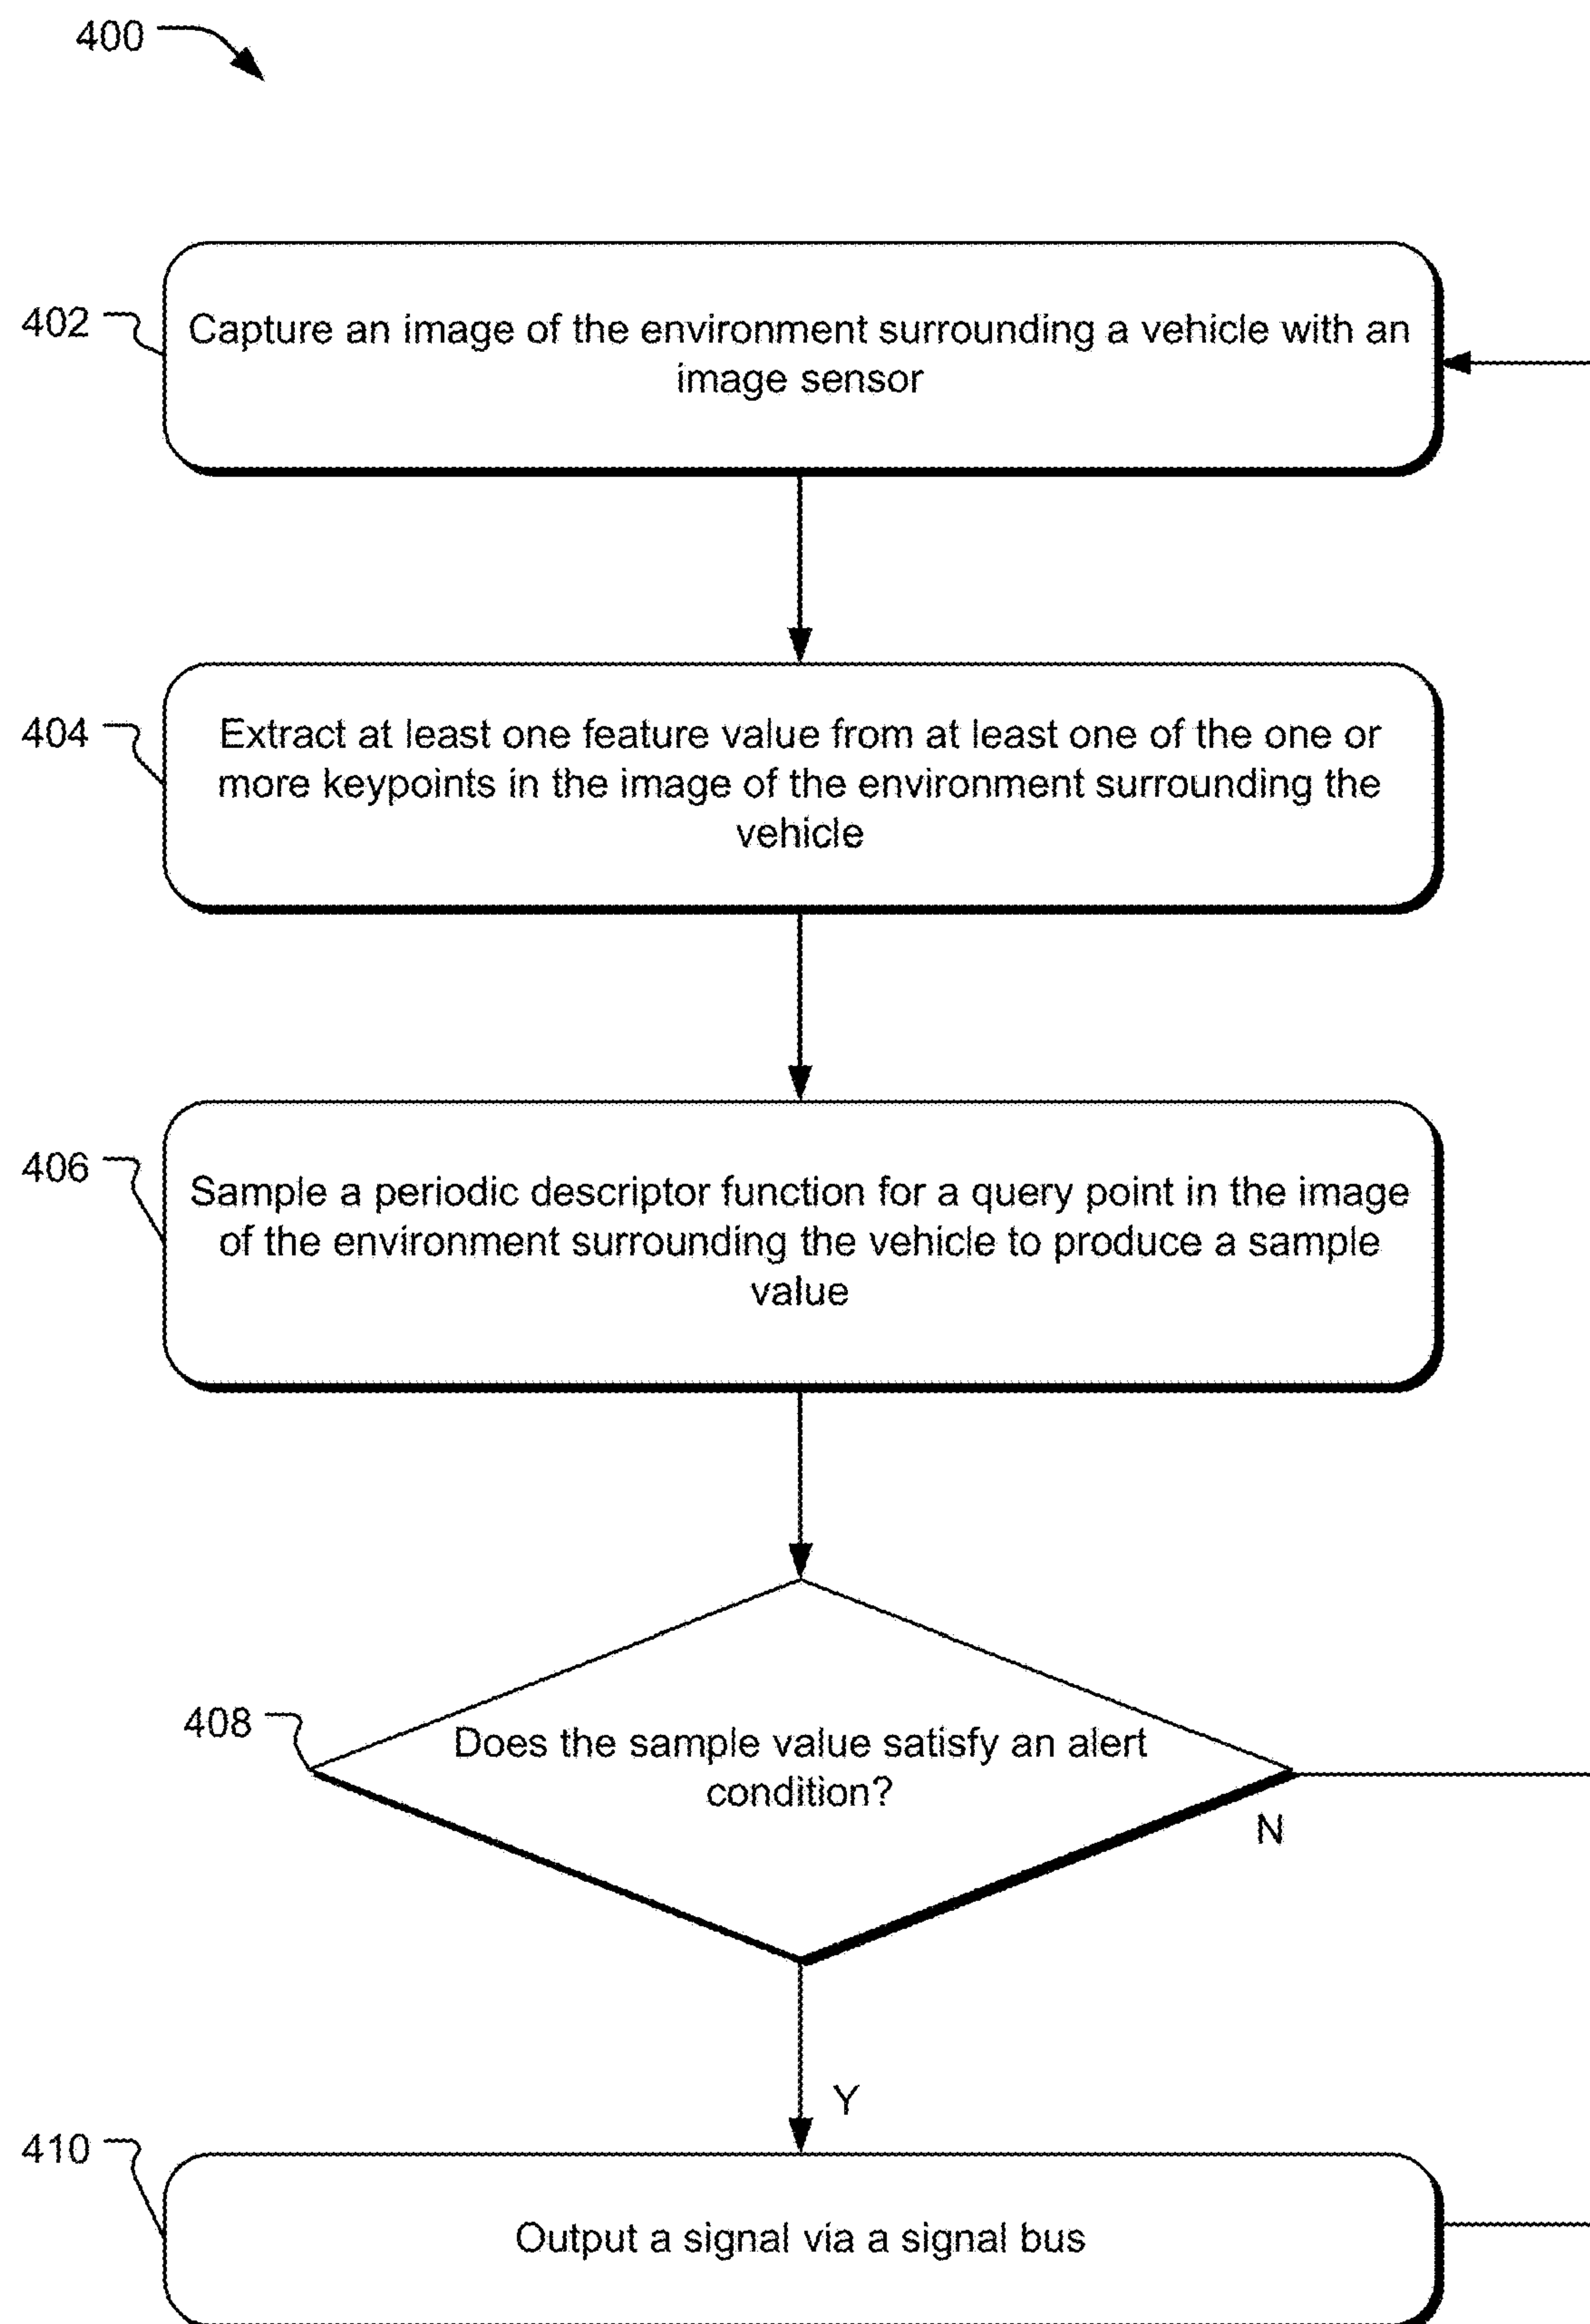 400
402
Capture an image of the environment surrounding a vehicle with an
image sensor
404
Extract at least one feature value from at least one of the one or
more keypoints in the image of the environment surrounding the
vehicle
406
Sample a periodic descriptor function for a query point in the image
of the environment surrounding the vehicle to produce a sample
value
408
Does the sample value satisfy an alert
condition?
N
Y
410
Output a signal via a signal bus